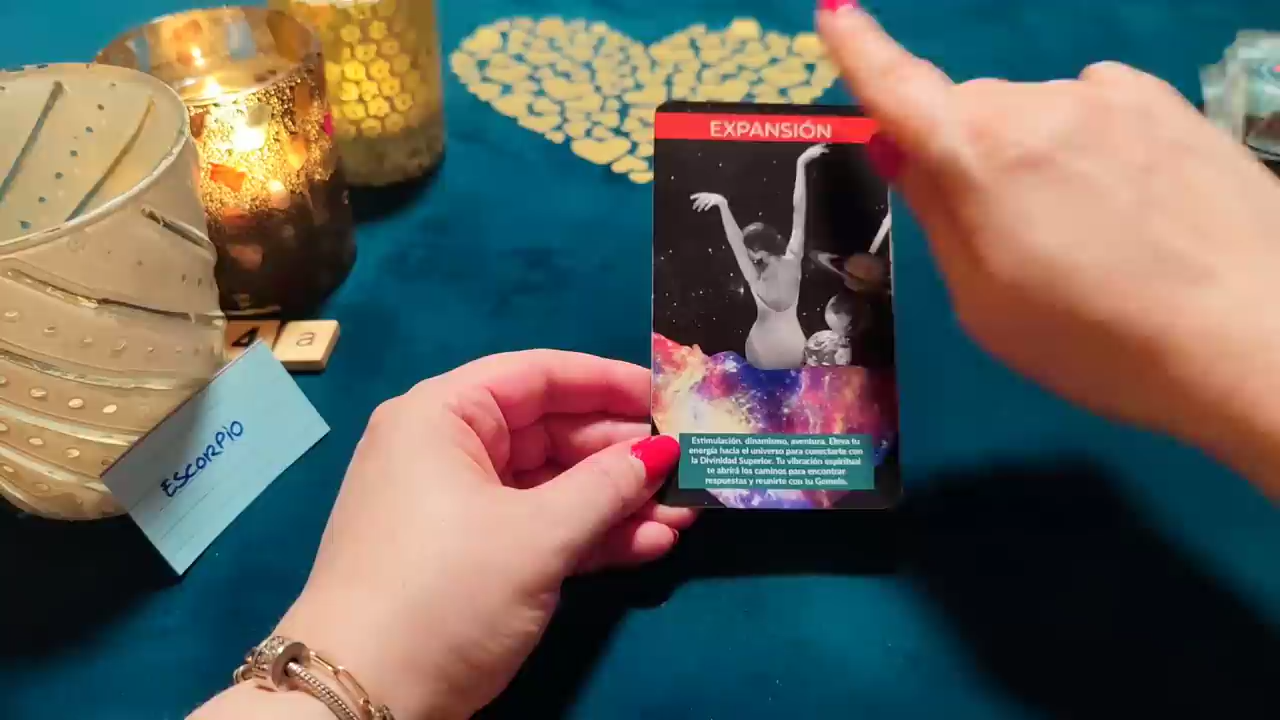 EXPANSIÓN
4 a
ESCORPIO
Estimulación, dinamismo, aventura. Eleva tu
energía hacia el universo para conectarte con
la Divinidad Superior. Tu vibración espiritual
te abrirá los caminos para encontrar
respuestas y reunirte con tu Gemelo.